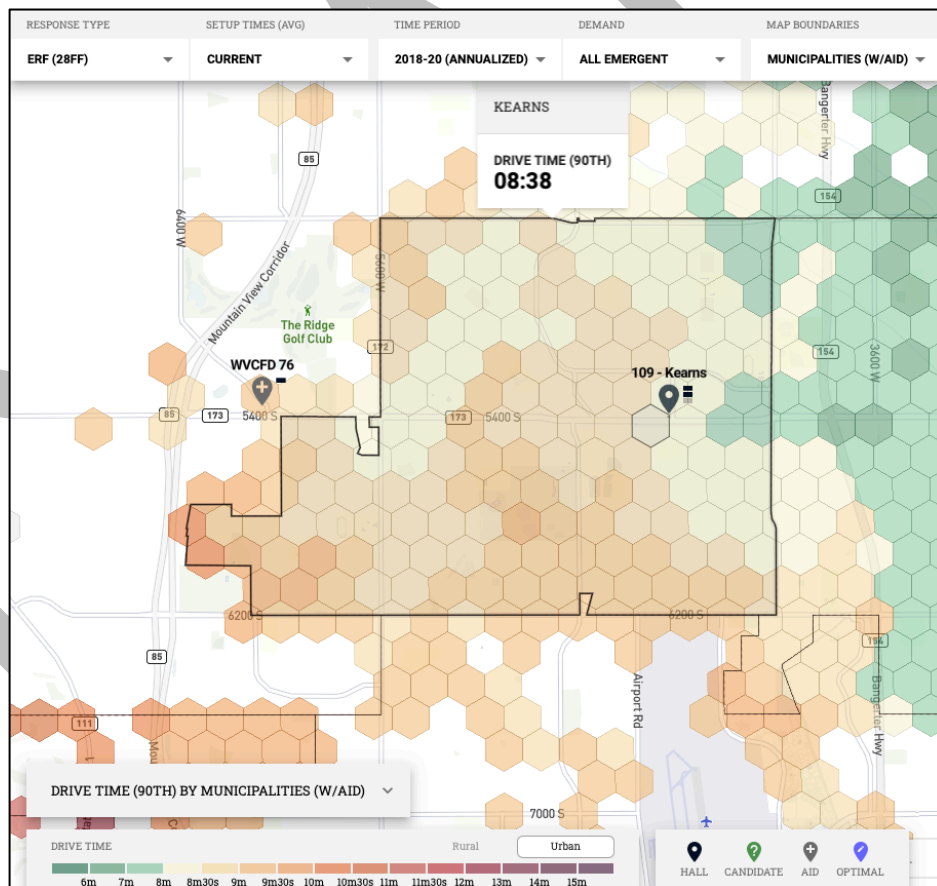 RESPONSE TYPE SETUP TIMES (AVG) TIME PERIOD DEMAND MAP BOUNDARIES
ERF (28FF) CURRENT 2018-20 (ANNUALIZED) ALL EMERGENT MUNICIPALITIES (W/AID)
KEARNS
DRIVE TIME (90TH)
08:38
Bangerter Hwy
85
154
6400 W
5600 W
Mountain View Corridor
The Ridge
Golf Club
172
154
3600 W
WVCFD 76
109 - Kearns
85
173
5400 S
173
5400 S
6200 S
6200 S
154
85
Airport Rd
Bangerter Hwy
111
DRIVE TIME (90TH) BY MUNICIPALITIES (W/AID)
7000 S
DRIVE TIME Rural Urban
6m 7m 8m 8m30s 9m 9m30s 10m 10m30s 11m 11m30s 12m 13m 14m 15m
HALL CANDIDATE AID OPTIMAL